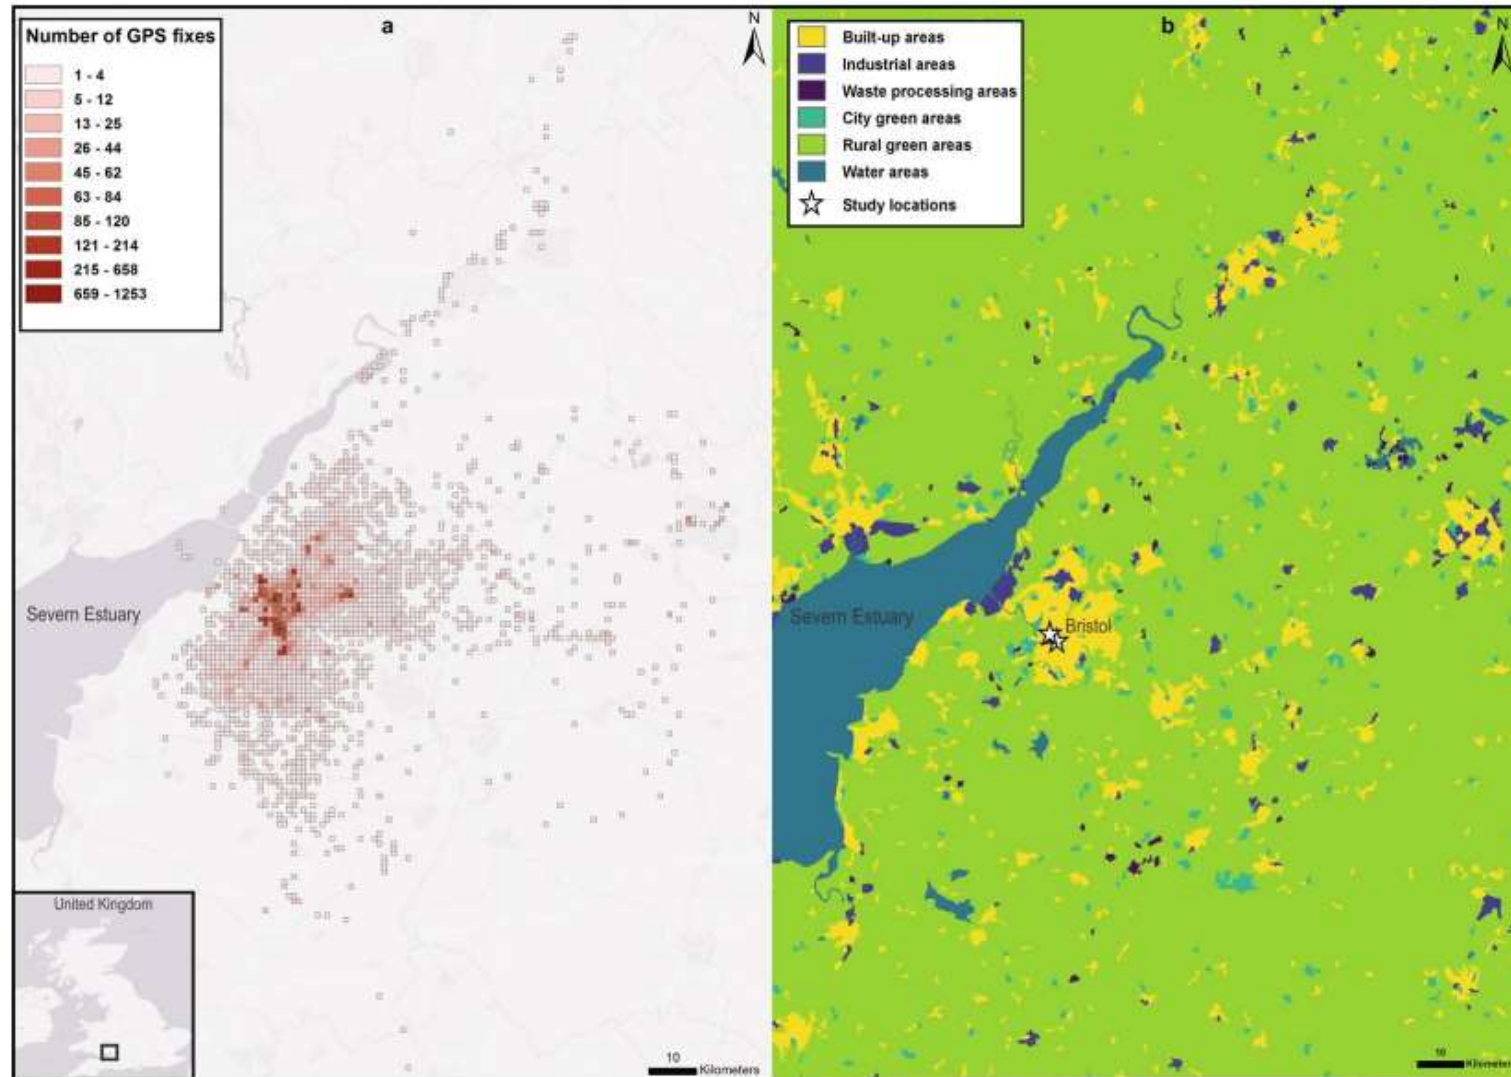 a
N
Number of GPS fixes
1 - 4
5 - 12
13 - 25
26 - 44
45 - 62
63 - 84
85 - 120
121 - 214
215 - 658
659 - 1253
Severn Estuary
United Kingdom
10
Kilometers
b
N
Built-up areas
Industrial areas
Waste processing areas
City green areas
Rural green areas
Water areas
Study locations
Severn Estuary
Bristol
10
Kilometers